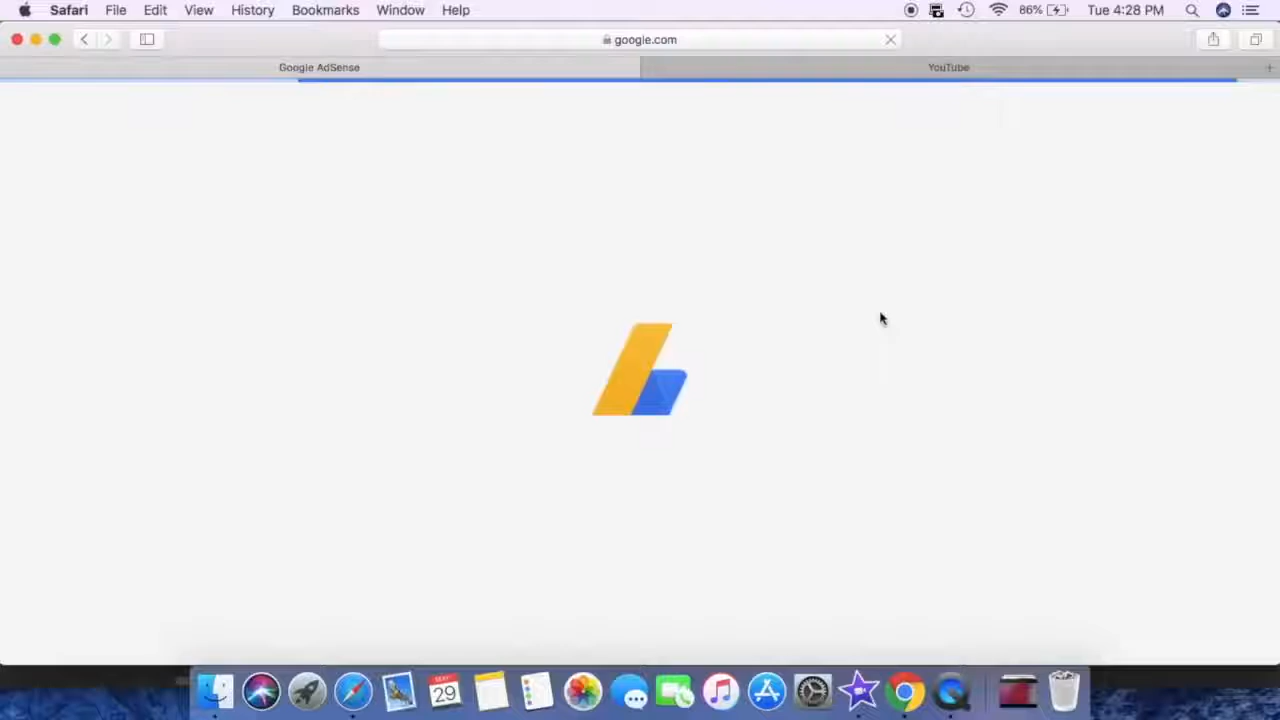 Safari File Edit View History Bookmarks Window Help 86% Tue 4:28 PM
google.com
Google AdSense YouTube
MAY
29